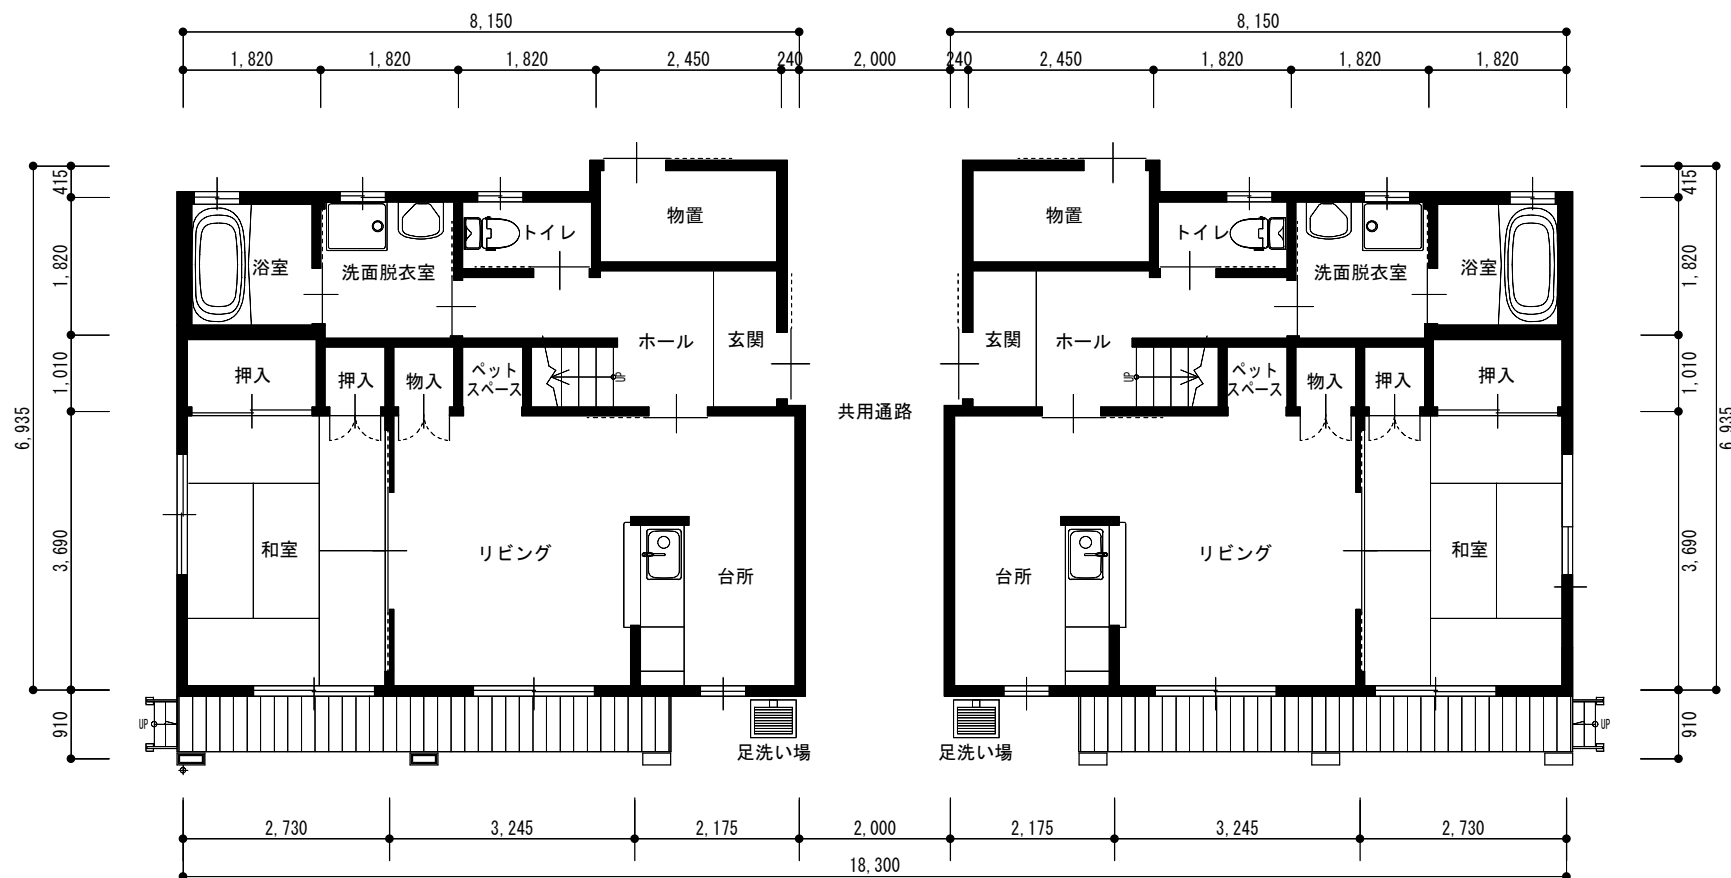 8,150
8,150
1,820
1,820
1,820
2,450
240
2,000
240
2,450
1,820
1,820
1,820
415
1,820
1,010
3,690
910
6,935
415
1,820
1,010
3,690
910
6,935
物置
物置
トイレ
トイレ
浴室
洗面脱衣室
洗面脱衣室
浴室
ホール
玄関
玄関
ホール
押入
押入
物入
ペット
スペース
UP
UP
ペット
スペース
物入
押入
押入
共用通路
和室
リビング
台所
台所
リビング
和室
UP
UP
足洗い場
足洗い場
2,730
3,245
2,175
2,000
2,175
3,245
2,730
18,300